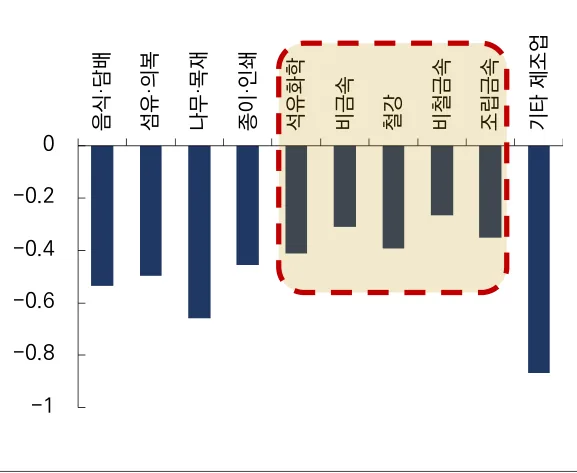 음식·담배
섬유·의복
나무·목재
종이·인쇄
석유화학
비금속
철강
비철금속
조립금속
기타 제조업
0
−0.2
−0.4
−0.6
−0.8
−1